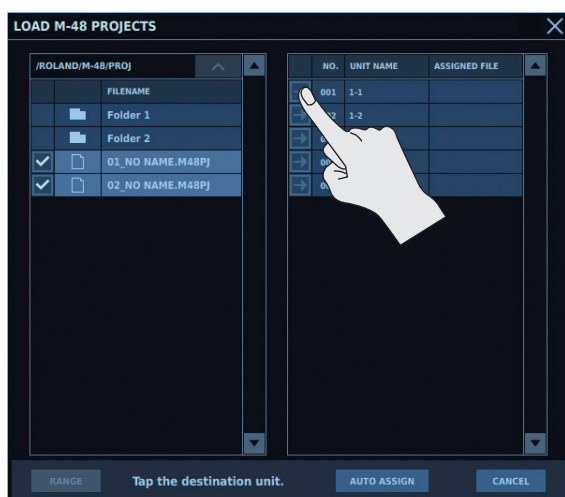 LOAD M-48 PROJECTS
/ROLAND/M-48/PROJ
FILENAME
Folder 1
Folder 2
01_NO NAME.M48PJ
02_NO NAME.M48PJ
NO. UNIT NAME ASSIGNED FILE
001 1-1
1-2
RANGE
Tap the destination unit.
AUTO ASSIGN
CANCEL